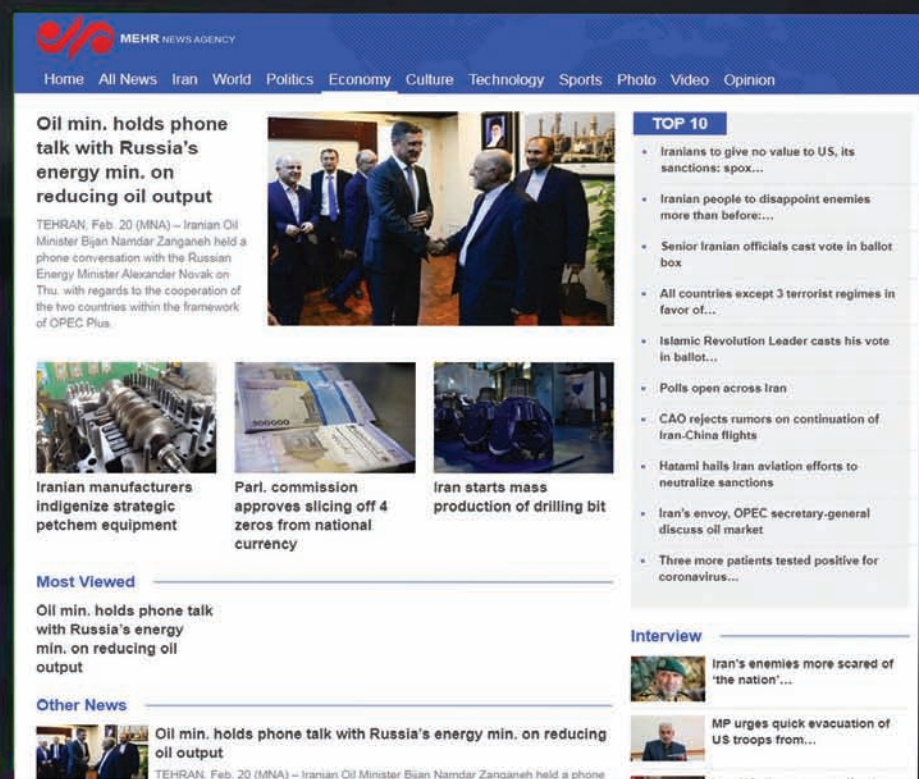 MEHR NEWS AGENCY
Home All News Iran World Politics Economy Culture Technology Sports Photo Video Opinion
Oil min. holds phone
talk with Russia's
energy min. on
reducing oil output
TEHRAN, Feb. 20 (MNA) – Iranian Oil
Minister Bijan Namdar Zanganeh held a
phone conversation with the Russian
Energy Minister Alexander Novak on
Thu. with regards to the cooperation of
the two countries within the framework
of OPEC Plus.
Iranian manufacturers
indigenize strategic
petchem equipment
500000
Parl. commission
approves slicing off 4
zeros from national
currency
Iran starts mass
production of drilling bit
Most Viewed
Oil min. holds phone talk
with Russia's energy
min. on reducing oil
output
Other News
Oil min. holds phone talk with Russia's energy min. on reducing
oil output
TEHRAN, Feb. 20 (MNA) – Iranian Oil Minister Bijan Namdar Zanganeh held a phone
TOP 10
Iranians to give no value to US, its
sanctions: spox...
Iranian people to disappoint enemies
more than before:...
Senior Iranian officials cast vote in ballot
box
All countries except 3 terrorist regimes in
favor of...
Islamic Revolution Leader casts his vote
in ballot...
Polls open across Iran
CAO rejects rumors on continuation of
Iran-China flights
Hatami hails Iran aviation efforts to
neutralize sanctions
Iran's envoy, OPEC secretary-general
discuss oil market
Three more patients tested positive for
coronavirus...
Interview
Iran's enemies more scared of
'the nation'...
MP urges quick evacuation of
US troops from...